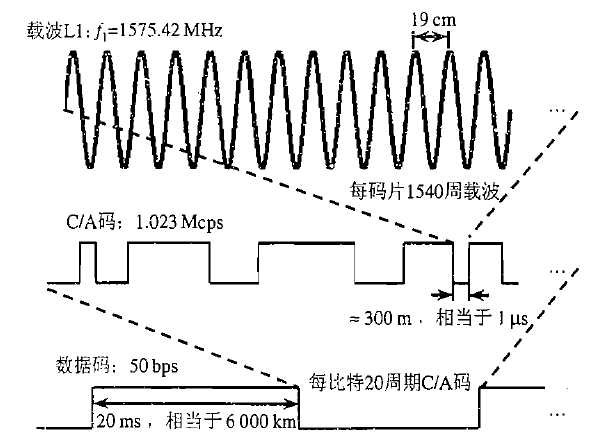 19 cm
载波L1：f₁=1575.42 MHz
...
每码片1540周载波
C/A码：1.023 Mcps
...
≈300 m，相当于1 μs
数据码：50 bps
每比特20周期C/A码
20 ms，相当于6 000 km
...